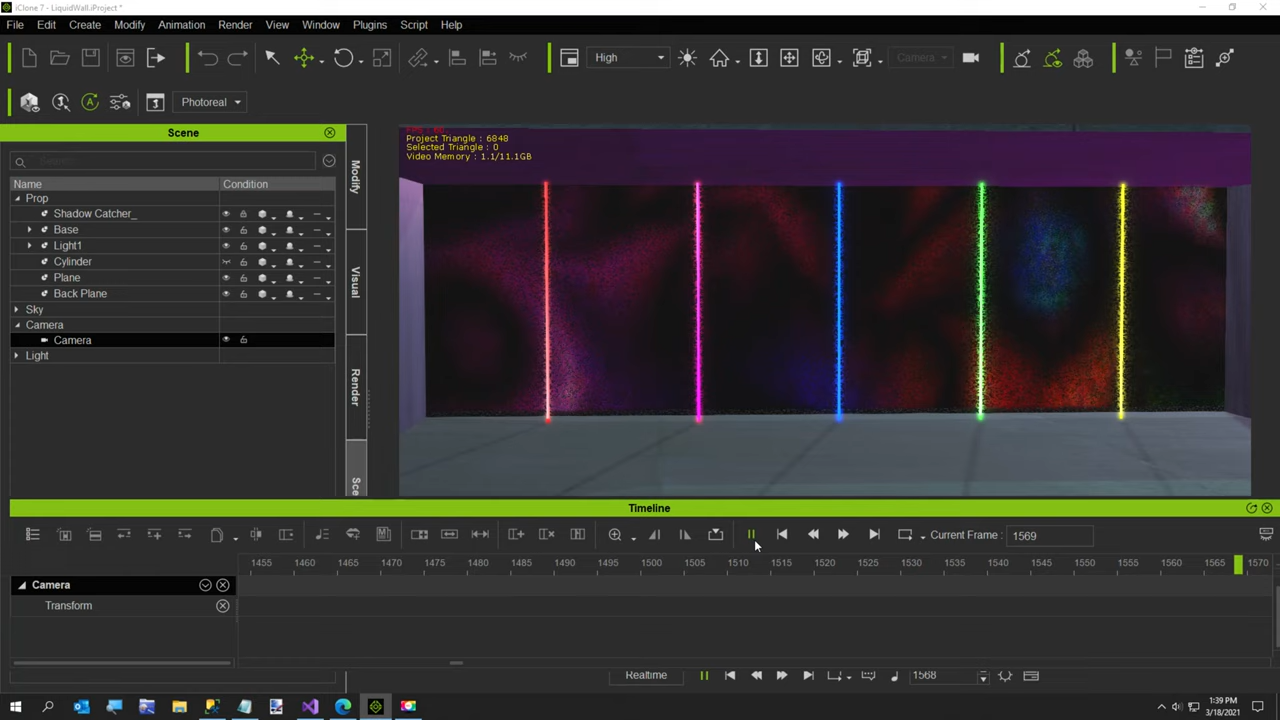 iClone 7 - LiquidWall.iProject *
File Edit Create Modify Animation Render View Window Plugins Script Help
High
Camera
Photoreal
Scene
Search
Name Condition
Prop
Shadow Catcher_
Base
Light1
Cylinder
Plane
Back Plane
Sky
Camera
Camera
Light
Modify
Visual
Render
Sce
Project Triangle : 6848
Selected Triangle : 0
Video Memory : 1.1/11.1GB
Timeline
Current Frame : 1569
1455 1460 1465 1470 1475 1480 1485 1490 1495 1500 1505 1510 1515 1520 1525 1530 1535 1540 1545 1550 1555 1560 1565 1570
Camera
Transform
Realtime
1568
1:39 PM
3/18/2021